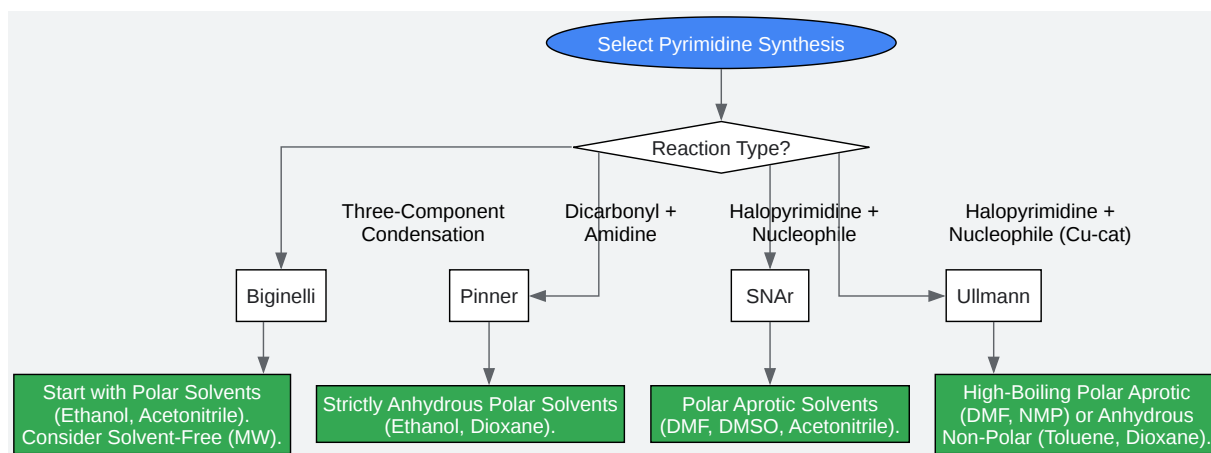 Select Pyrimidine Synthesis
Reaction Type?
Three-Component
Condensation
Dicarbonyl +
Amidine
Halopyrimidine +
Nucleophile
Halopyrimidine +
Nucleophile (Cu-cat)
Biginelli
Pinner
SNAr
Ullmann
Start with Polar Solvents
(Ethanol, Acetonitrile).
Consider Solvent-Free (MW).
Strictly Anhydrous Polar Solvents
(Ethanol, Dioxane).
Polar Aprotic Solvents
(DMF, DMSO, Acetonitrile).
High-Boiling Polar Aprotic
(DMF, NMP) or Anhydrous
Non-Polar (Toluene, Dioxane).